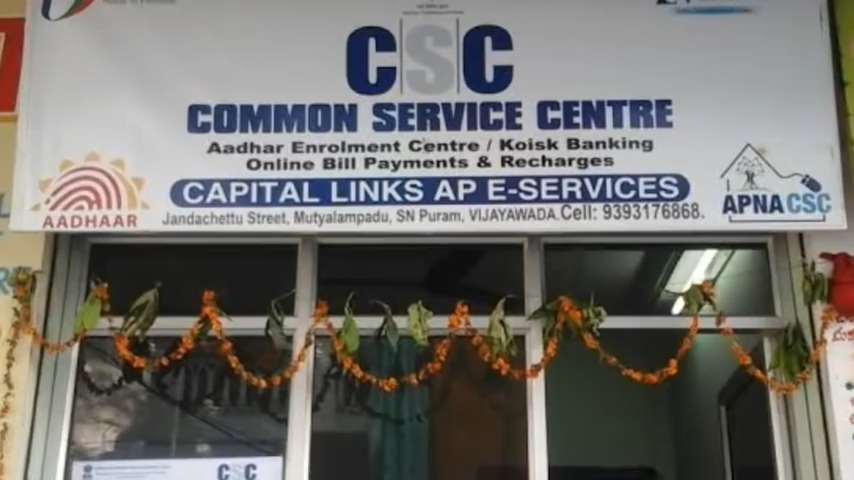 CSC
COMMON SERVICE CENTRE
Aadhar Enrolment Centre / Koisk Banking
Online Bill Payments & Recharges
CAPITAL LINKS AP E-SERVICES
Jandachettu Street, Mutyalampadu, SN Puram, VIJAYAWADA.Cell: 9393176868.
AADHAAR
APNA CSC
CSC